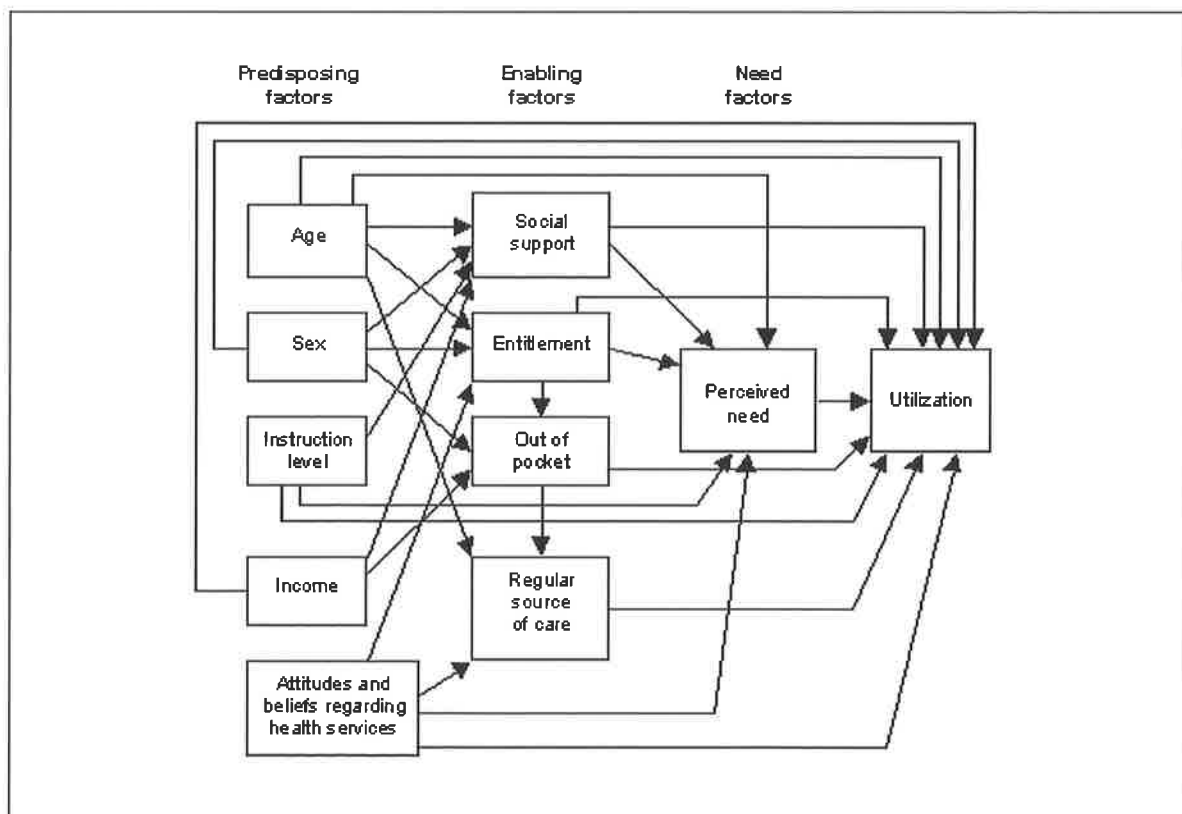 Predisposing
factors
Enabling
factors
Need
factors
Age
Social
support
Sex
Entitlement
Perceived
need
Utilization
Instruction
level
Out of
pocket
Income
Regular
source
of care
Attitudes and
beliefs regarding
health services